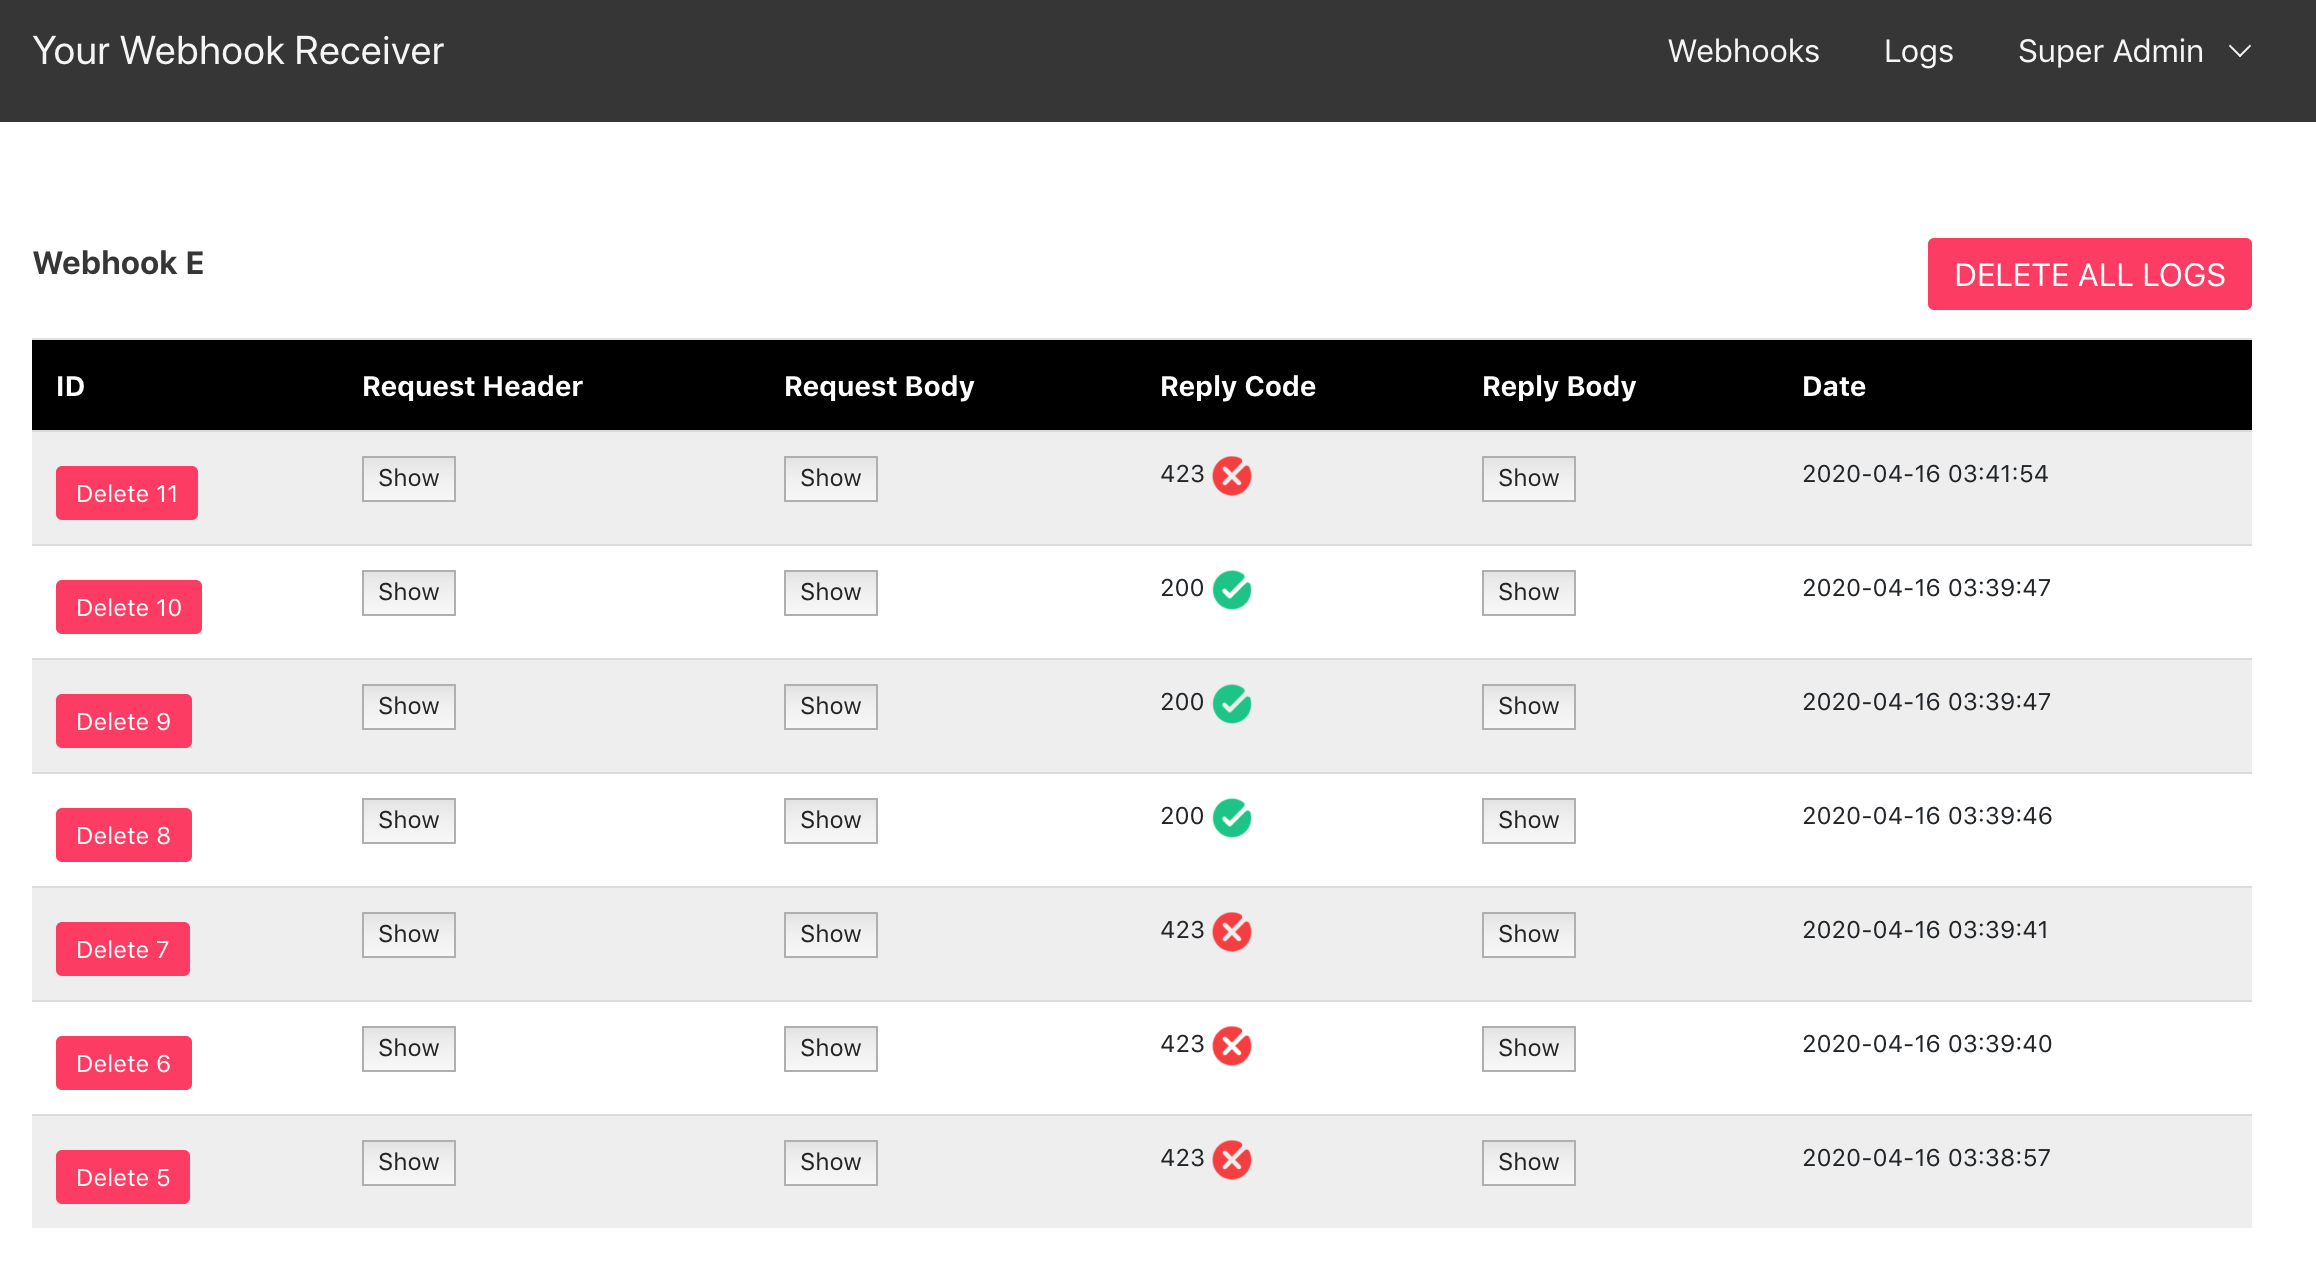 Your Webhook Receiver Webhooks Logs Super Admin
Webhook E DELETE ALL LOGS
ID Request Header Request Body Reply Code Reply Body Date
Delete 11 Show Show 423 Show 2020-04-16 03:41:54
Delete 10 Show Show 200 Show 2020-04-16 03:39:47
Delete 9 Show Show 200 Show 2020-04-16 03:39:47
Delete 8 Show Show 200 Show 2020-04-16 03:39:46
Delete 7 Show Show 423 Show 2020-04-16 03:39:41
Delete 6 Show Show 423 Show 2020-04-16 03:39:40
Delete 5 Show Show 423 Show 2020-04-16 03:38:57